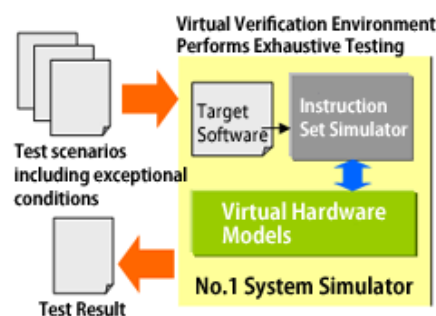 Virtual Verification Environment
Performs Exhaustive Testing
Target
Software
Instruction
Set Simulator
Test scenarios
including exceptional
conditions
Virtual Hardware
Models
No.1 System Simulator
Test Result